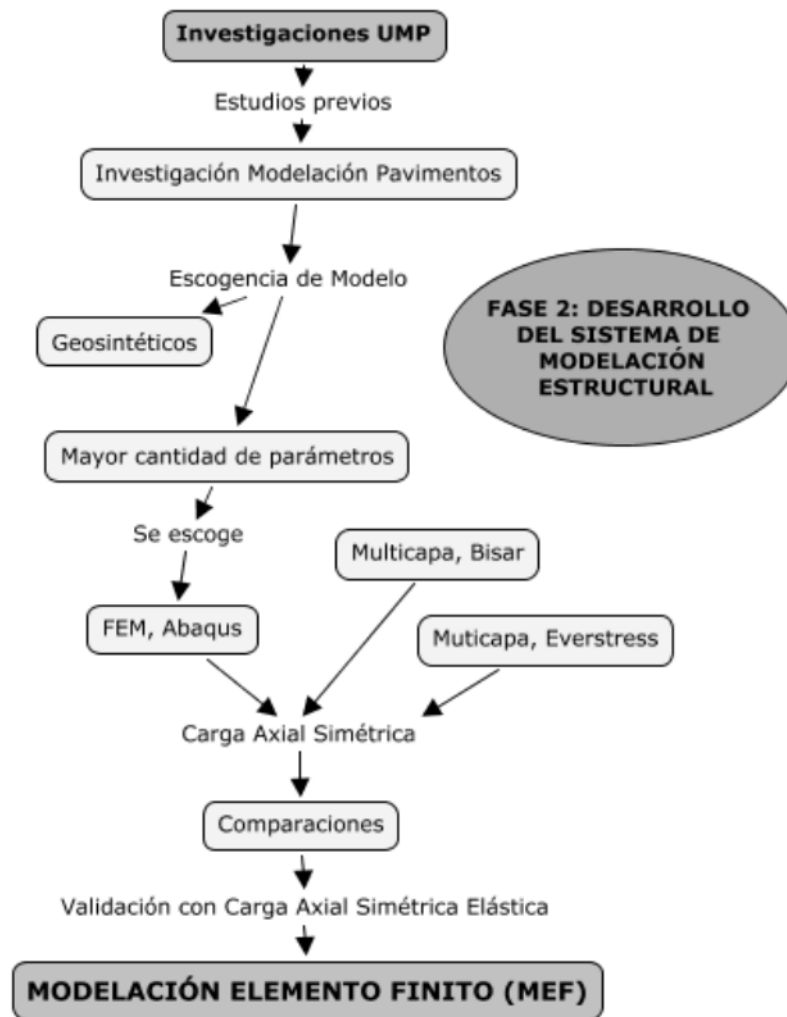 Investigaciones UMP
Estudios previos
Investigación Modelación Pavimentos
Escogencia de Modelo
Geosintéticos
FASE 2: DESARROLLO
DEL SISTEMA DE
MODELACIÓN
ESTRUCTURAL
Mayor cantidad de parámetros
Se escoge
Multicapa, Bisar
FEM, Abaqus
Muticapa, Everstress
Carga Axial Simétrica
Comparaciones
Validación con Carga Axial Simétrica Elástica
MODELACIÓN ELEMENTO FINITO (MEF)